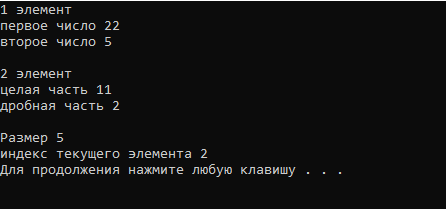 1 элемент
первое число 22
второе число 5
2 элемент
целая часть 11
дробная часть 2
Размер 5
индекс текущего элемента 2
Для продолжения нажмите любую клавишу . . .